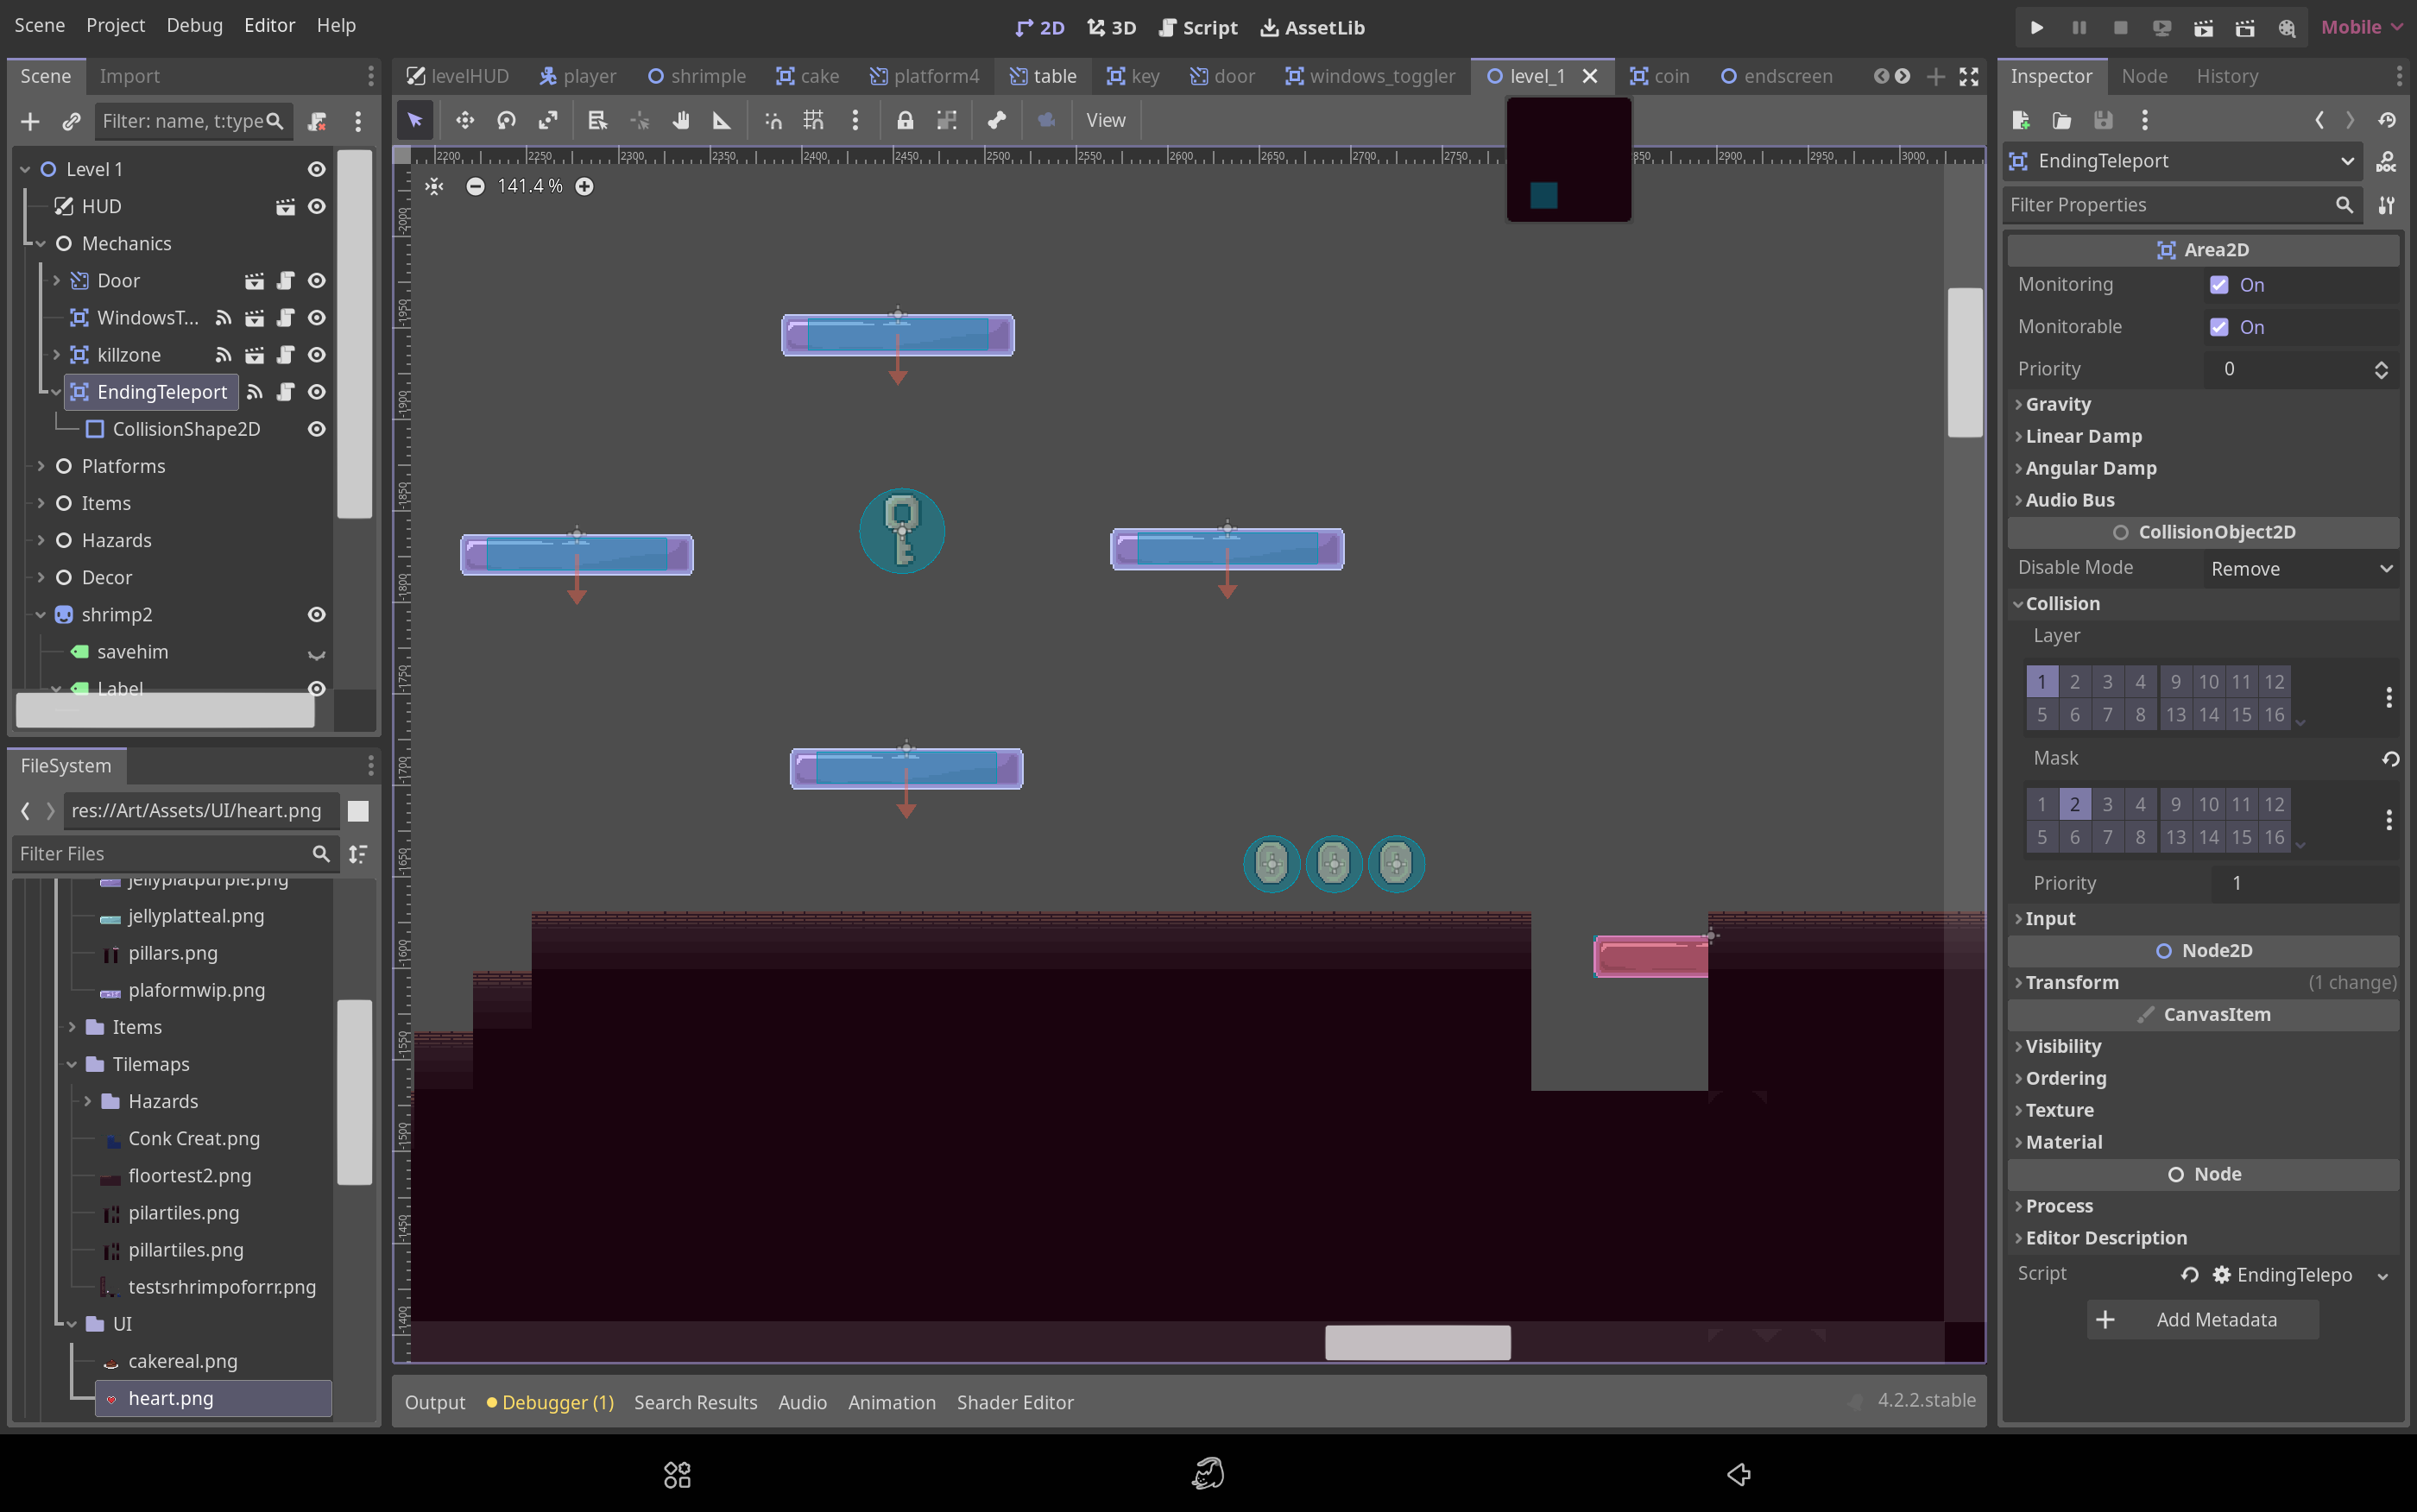 Scene Project Debug Editor Help
2D 3D Script AssetLib
Mobile
Scene Import
Filter: name, t:type
Level 1
HUD
Mechanics
Door
WindowsT...
killzone
EndingTeleport
CollisionShape2D
Platforms
Items
Hazards
Decor
shrimp2
savehim
Label
FileSystem
res://Art/Assets/UI/heart.png
Filter Files
jellyplatpurple.png
jellyplatteal.png
pillars.png
plaformwip.png
Items
Tilemaps
Hazards
Conk Creat.png
floortest2.png
pilartiles.png
pillartiles.png
testsrhrimpoforrr.png
UI
cakereal.png
heart.png
levelHUD player shrimple cake platform4 table key door windows_toggler level_1 coin endscreen
View
2200 2250 2300 2350 2400 2450 2500 2550 2600 2650 2700 2750 850 2900 2950 3000
141.4 %
-2000
-1950
-1900
-1850
-1800
-1750
-1700
-1650
-1600
-1550
-1500
-1450
-1400
Output Debugger (1) Search Results Audio Animation Shader Editor
4.2.2.stable
Inspector Node History
EndingTeleport
DOC
Filter Properties
Area2D
Monitoring On
Monitorable On
Priority 0
Gravity
Linear Damp
Angular Damp
Audio Bus
CollisionObject2D
Disable Mode Remove
Collision
Layer
1 2 3 4 9 10 11 12
5 6 7 8 13 14 15 16
Mask
1 2 3 4 9 10 11 12
5 6 7 8 13 14 15 16
Priority 1
Input
Node2D
Transform (1 change)
CanvasItem
Visibility
Ordering
Texture
Material
Node
Process
Editor Description
Script EndingTelepo
Add Metadata